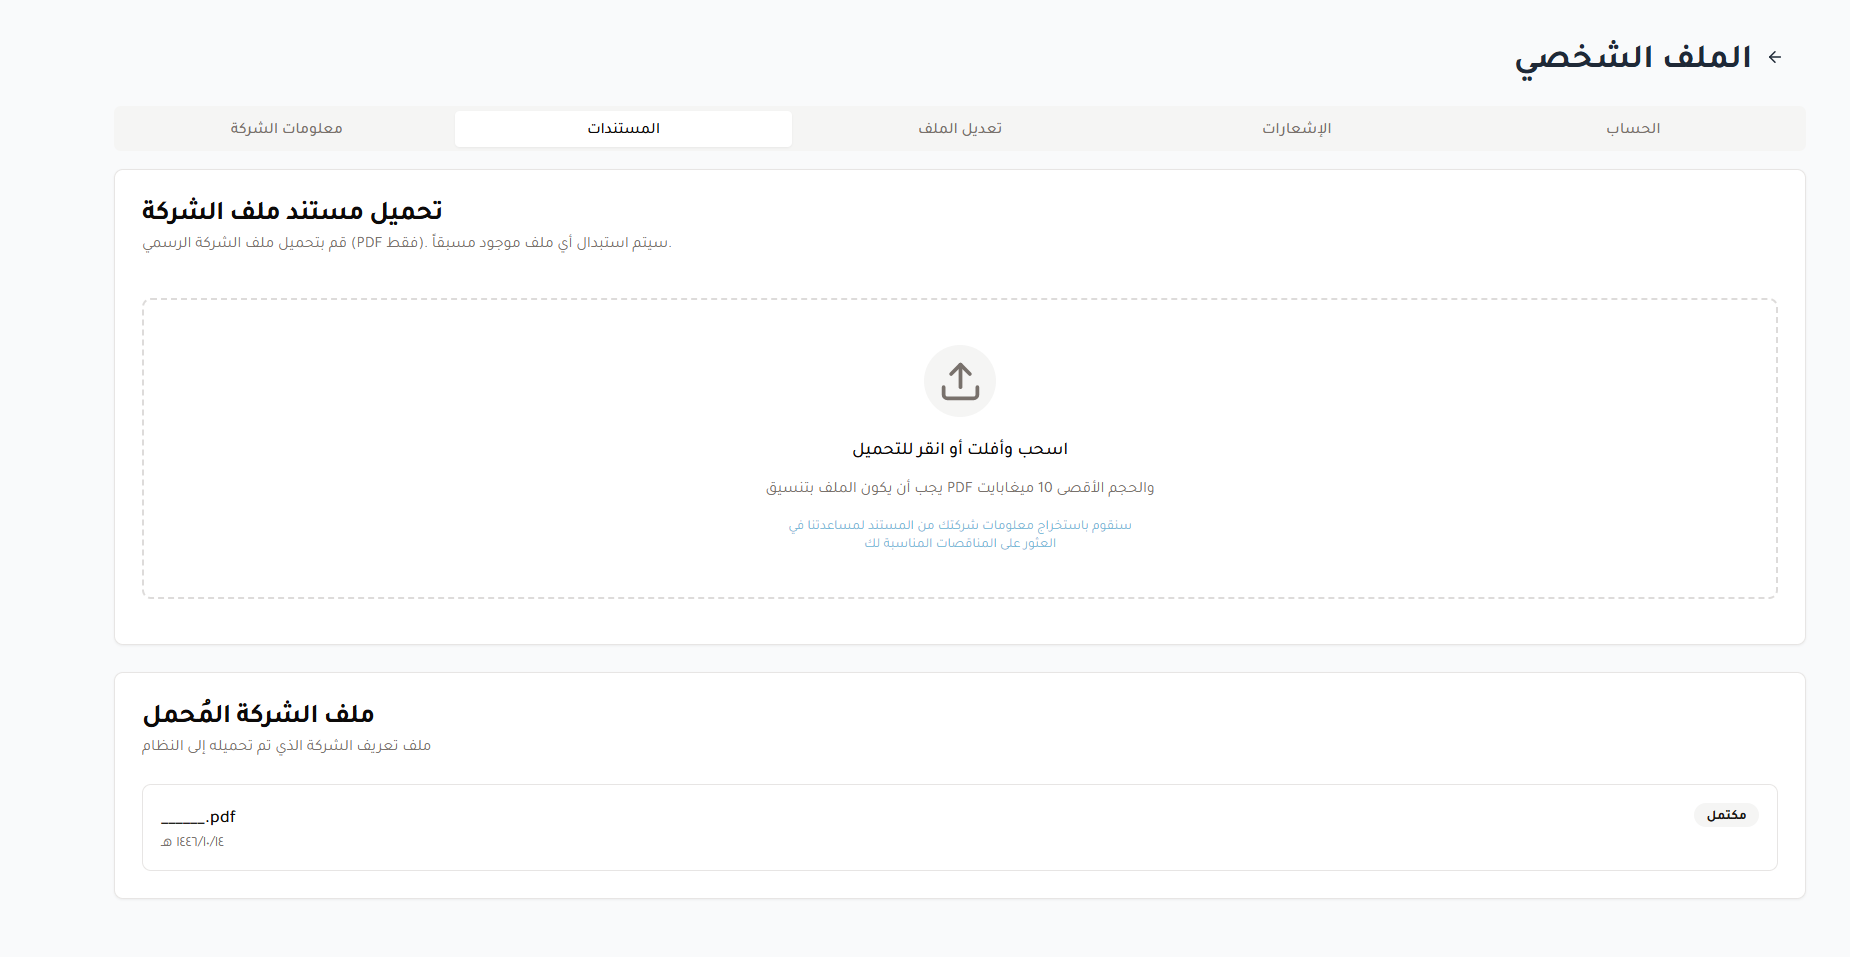 الملف الشخصي
الحساب
الإشعارات
تعديل الملف
المستندات
معلومات الشركة
تحميل مستند ملف الشركة
قم بتحميل ملف الشركة الرسمي (PDF فقط). سيتم استبدال أي ملف موجود مسبقاً.
اسحب وأفلت أو انقر للتحميل
يجب أن يكون الملف بتنسيق PDF والحجم الأقصى 10 ميغابايت
سنقوم باستخراج معلومات شركتك من المستند لمساعدتنا في
العثور على المناقصات المناسبة لك
ملف الشركة المُحمل
ملف تعريف الشركة الذي تم تحميله إلى النظام
مكتمل
______.pdf
١٤٤٦/١٠/١٤ هـ